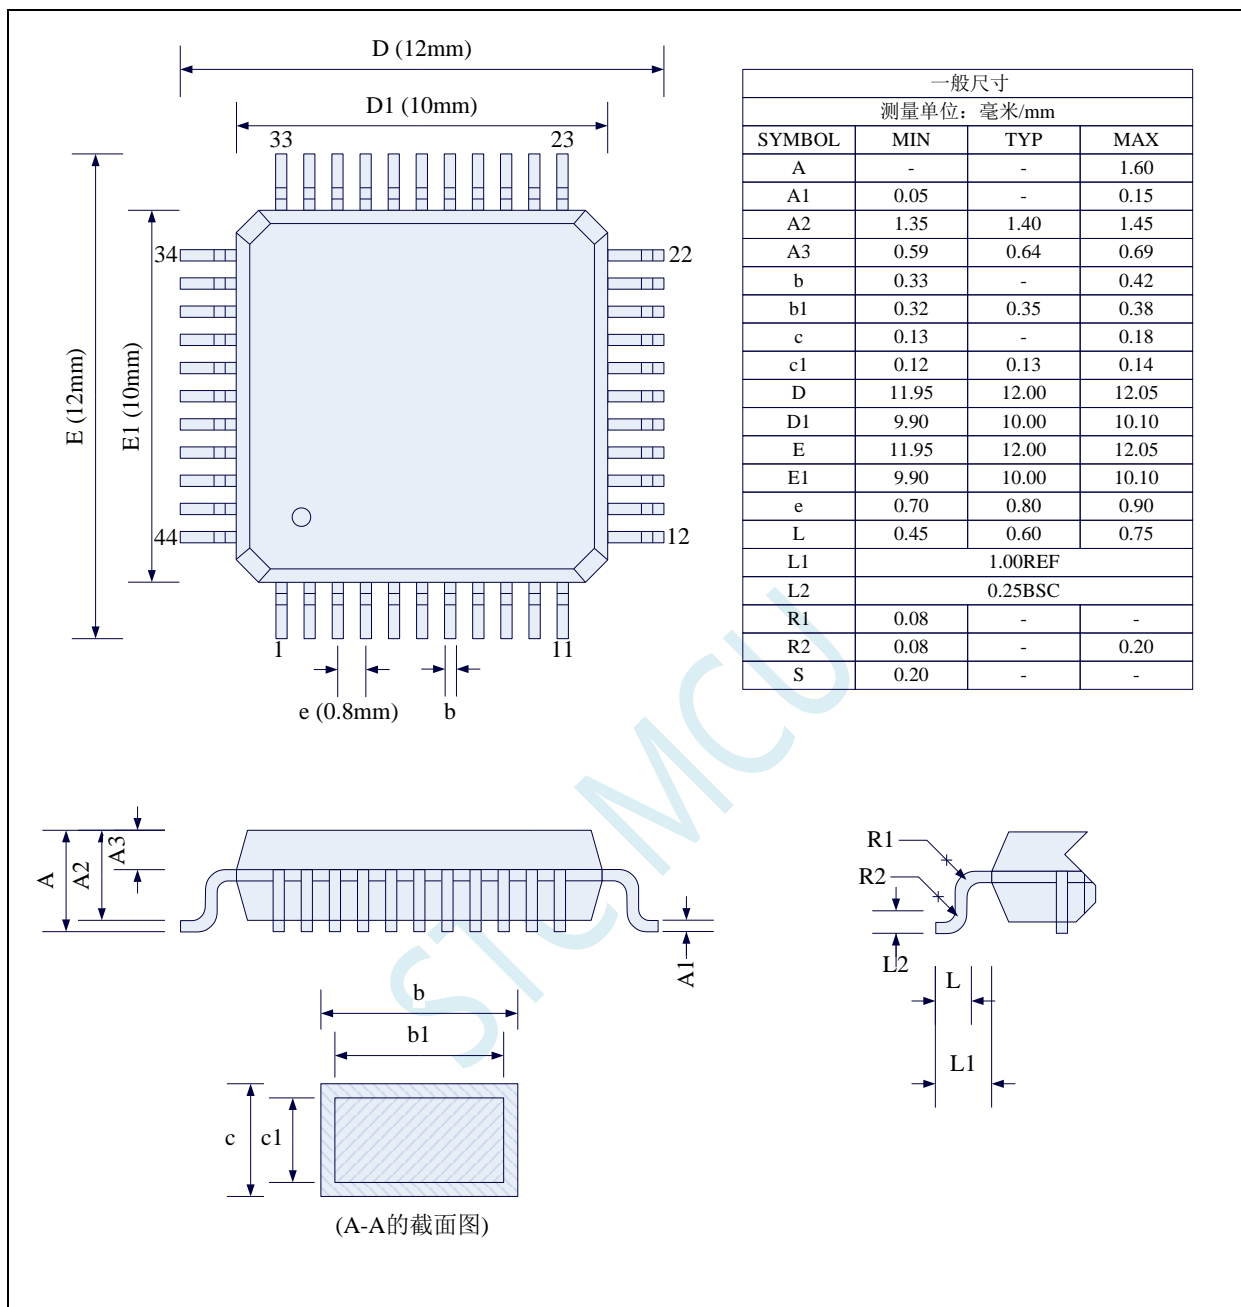 D (12mm)
D1 (10mm)
33 23
34 22
E (12mm)
E1 (10mm)
44 12
1 11
e (0.8mm) b
一般尺寸
测量单位：毫米/mm
SYMBOL MIN TYP MAX
A - - 1.60
A1 0.05 - 0.15
A2 1.35 1.40 1.45
A3 0.59 0.64 0.69
b 0.33 - 0.42
b1 0.32 0.35 0.38
c 0.13 - 0.18
c1 0.12 0.13 0.14
D 11.95 12.00 12.05
D1 9.90 10.00 10.10
E 11.95 12.00 12.05
E1 9.90 10.00 10.10
e 0.70 0.80 0.90
L 0.45 0.60 0.75
L1 1.00REF
L2 0.25BSC
R1 0.08 - -
R2 0.08 - 0.20
S 0.20 - -
STC MCU
A
A2
A3
A1
R1
R2
L2
L
L1
b
b1
c c1
(A-A的截面图)